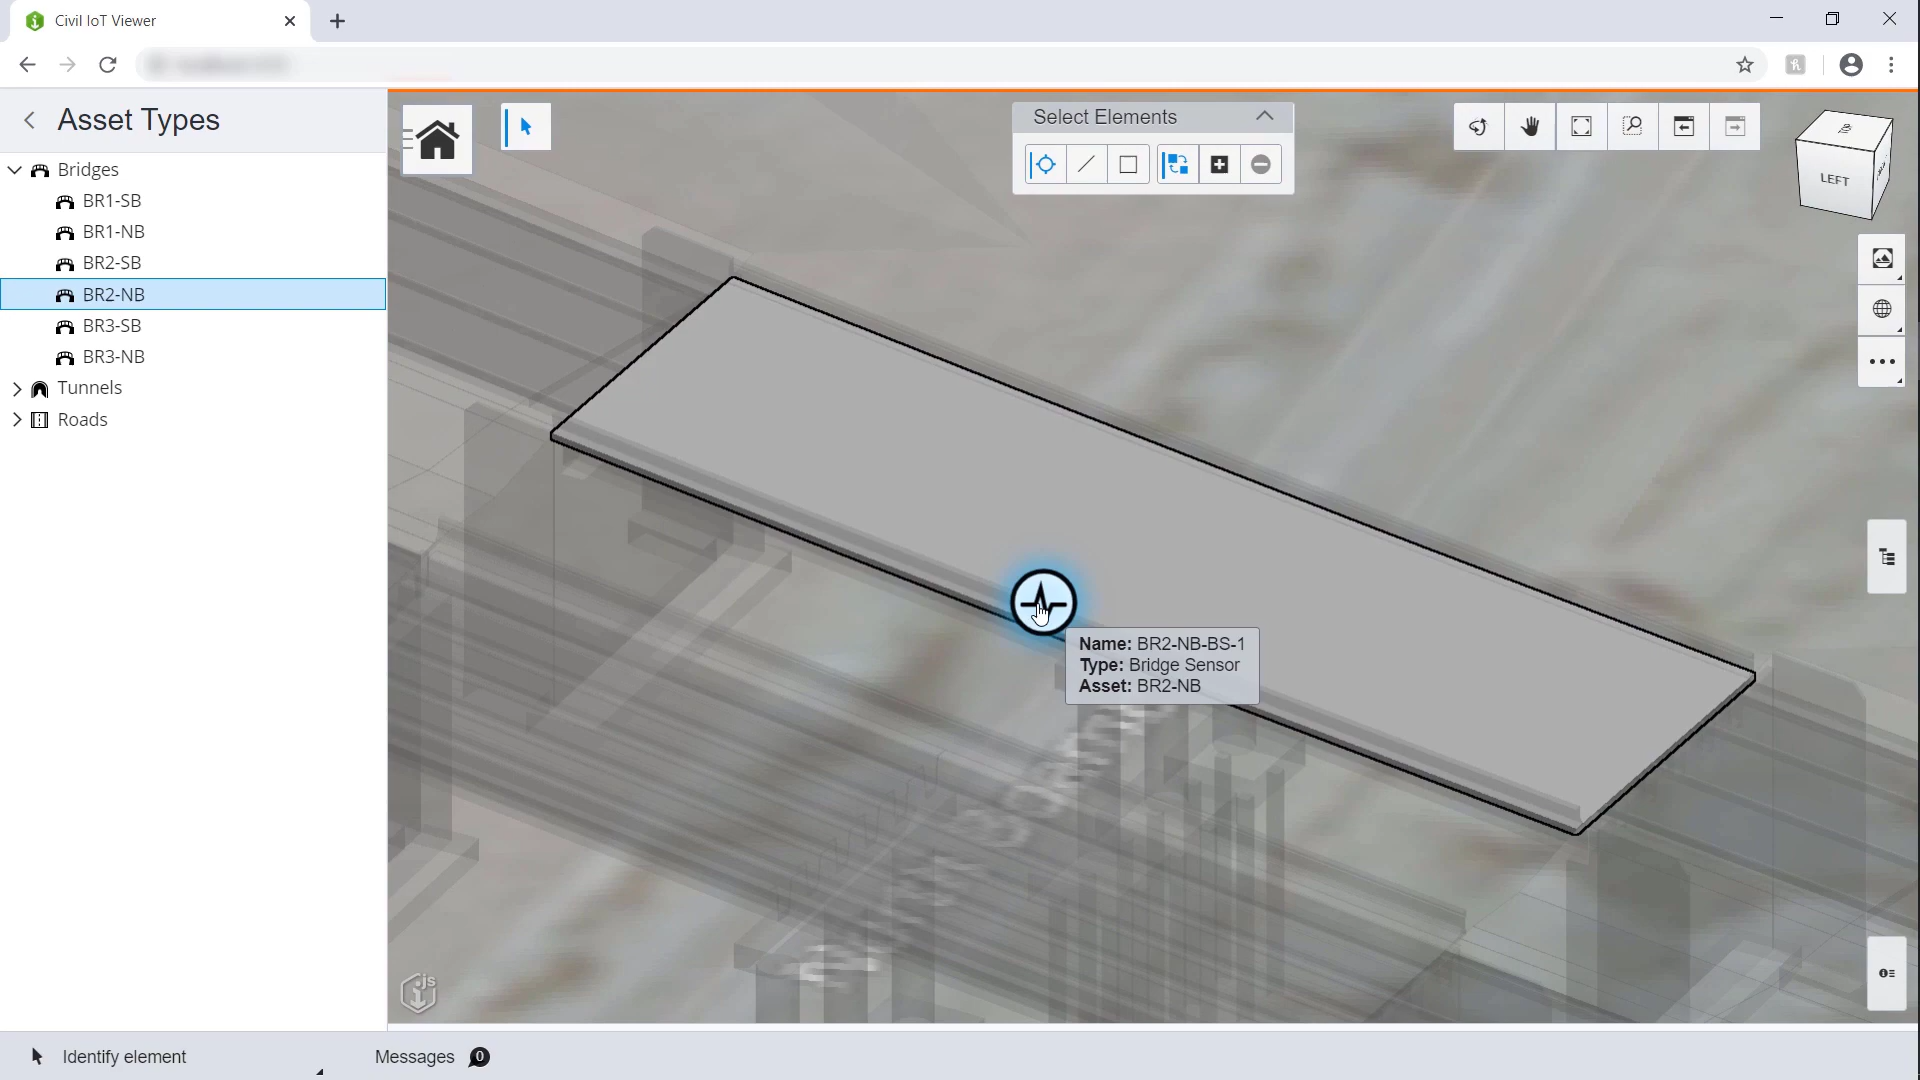 Civil IoT Viewer
Asset Types
Bridges
BR1-SB
BR1-NB
BR2-SB
BR2-NB
BR3-SB
BR3-NB
Tunnels
Roads
Select Elements
LEFT
Name: BR2-NB-BS-1
Type: Bridge Sensor
Asset: BR2-NB
js
Identify element
Messages 0